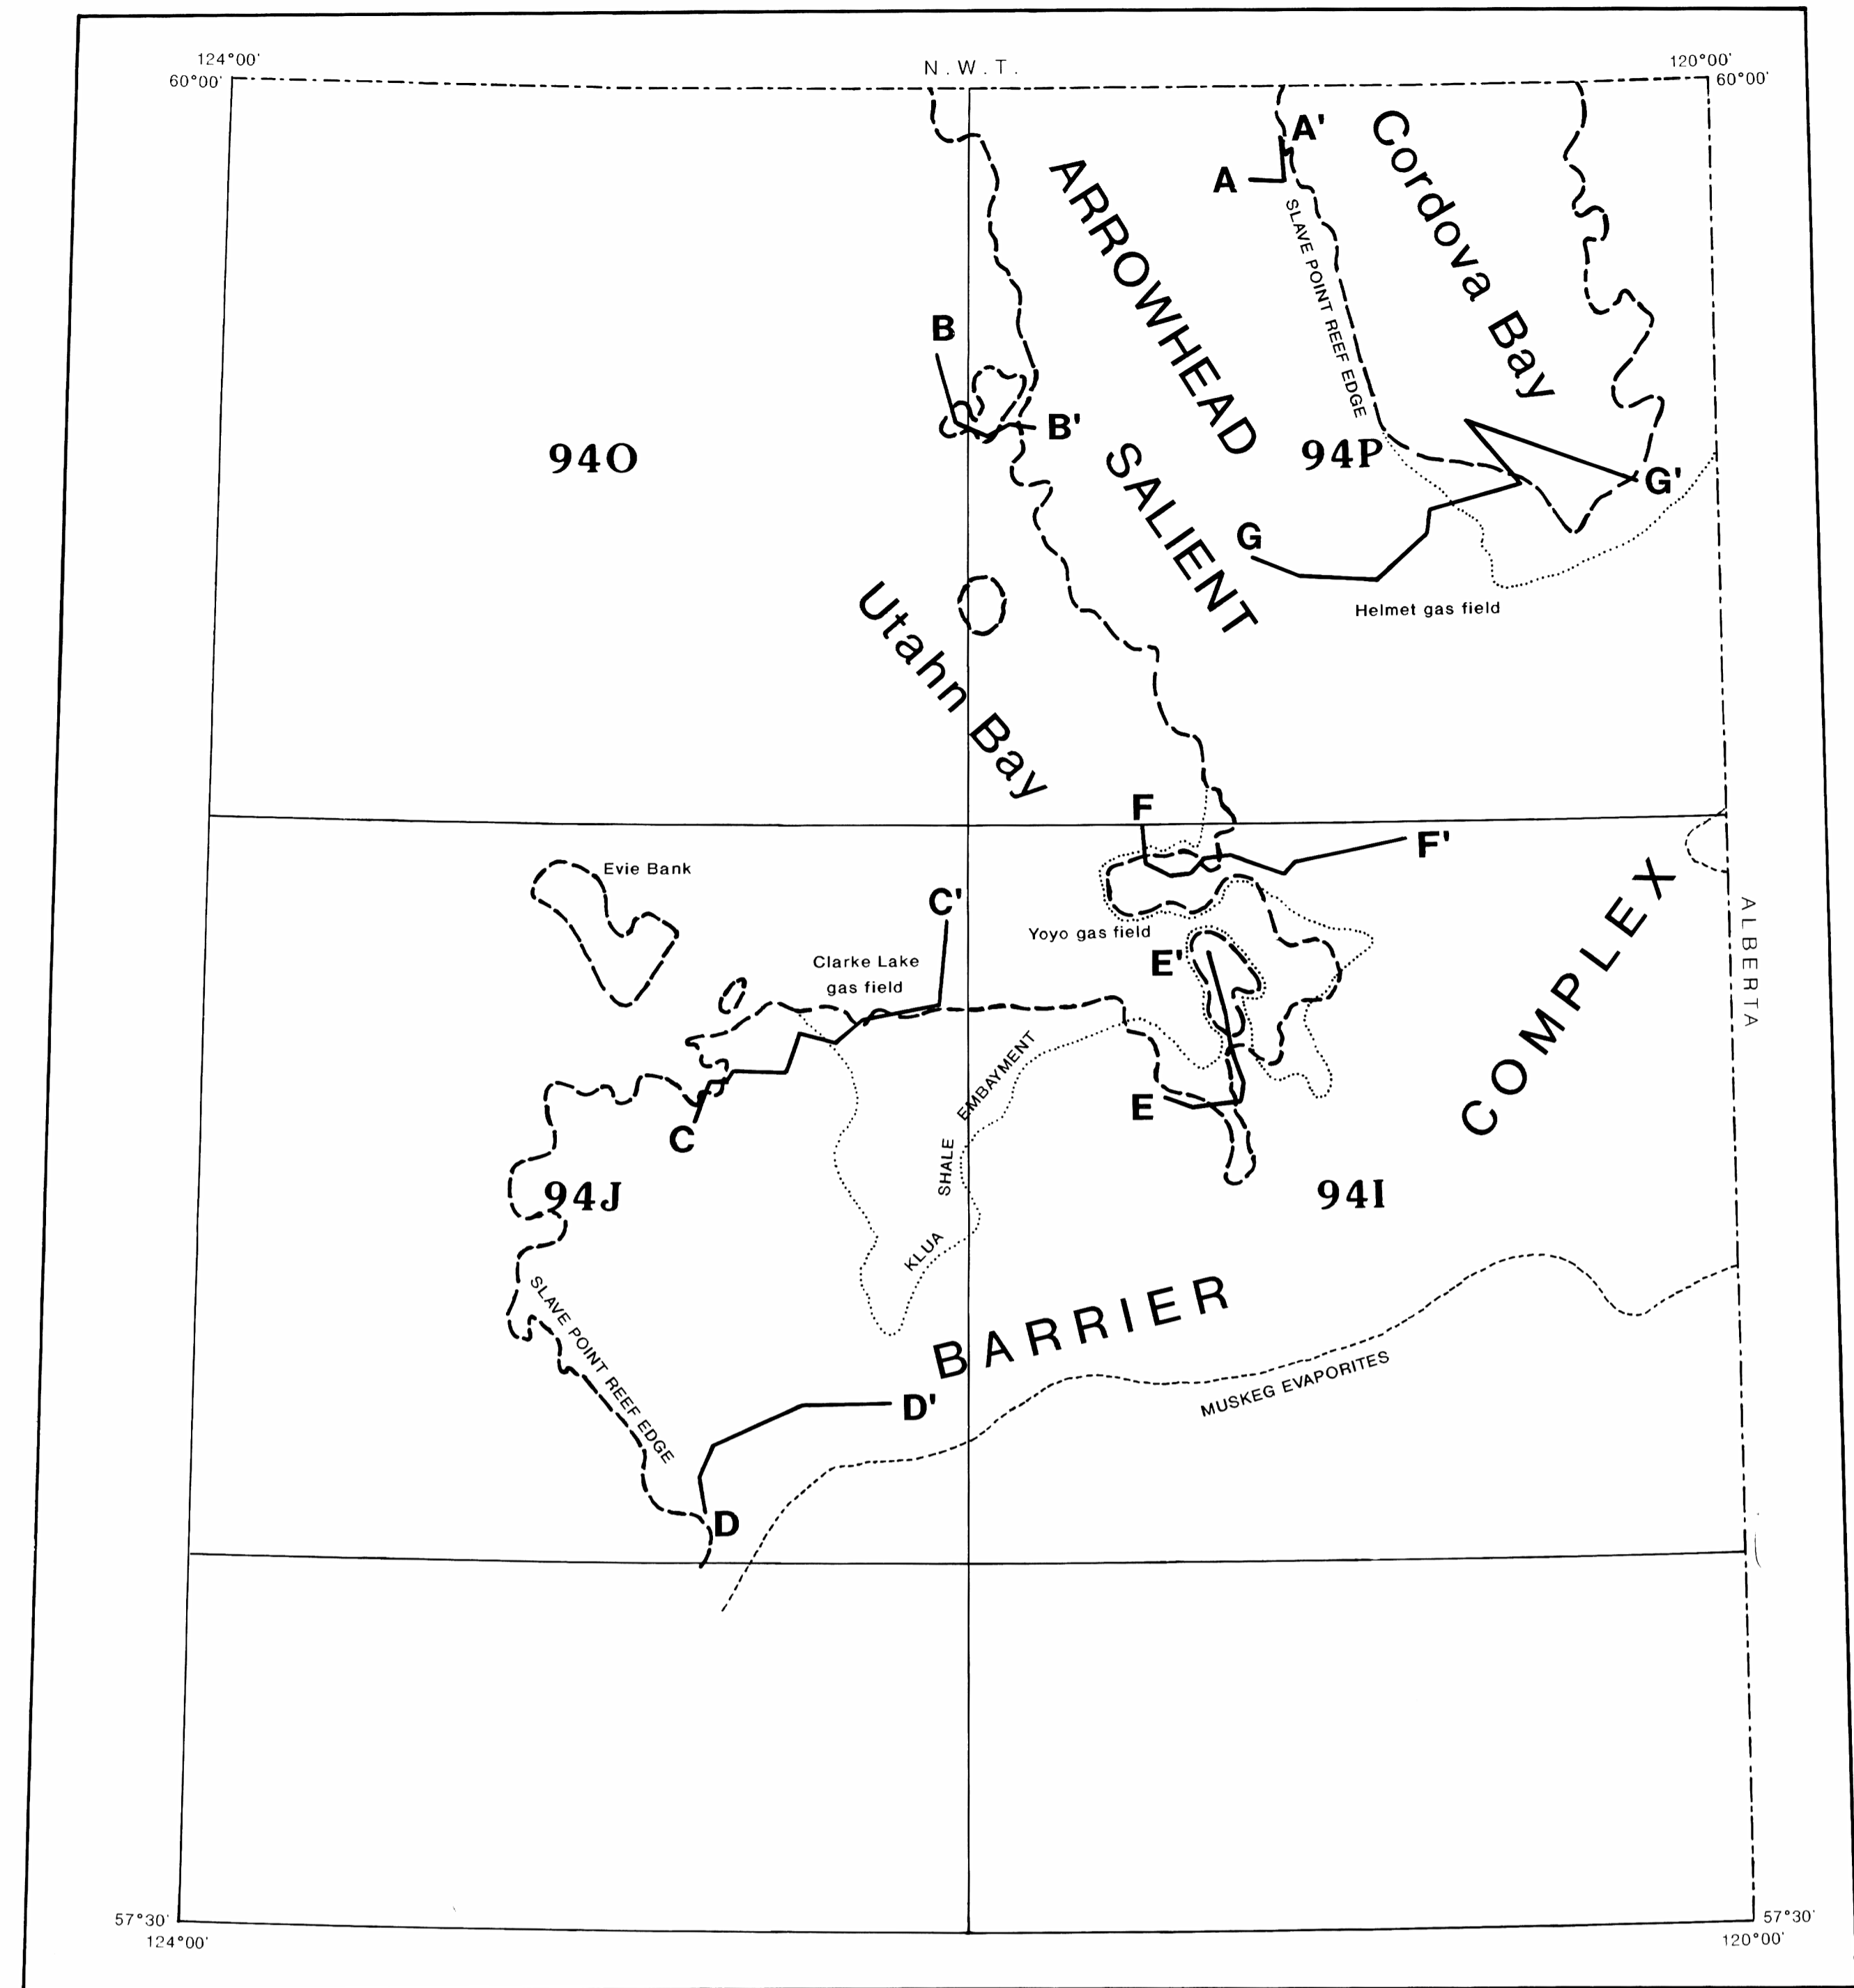 124°00'
N.W.T.
120°00'
60°00'
60°00'
A'
A
Cordova Bay
ARROWHEAD
SALIENT
SLAVE POINT REEF EDGE
B
B'
94O
94P
G'
G
Helmet gas field
Utahn Bay
F
F'
Evie Bank
C'
Yoyo gas field
Clarke Lake
gas field
E'
ALBERTA
COMPLEX
E
C
KLUA SHALE EMBAYMENT
94J
94I
SLAVE POINT REEF EDGE
BARRIER
MUSKEG EVAPORITES
D'
D
57°30'
57°30'
124°00'
120°00'